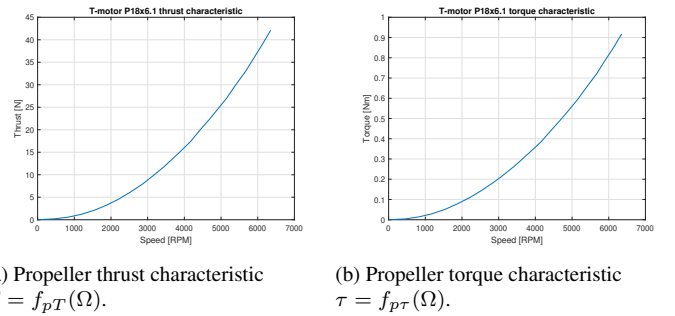 T-motor P18x6.1 thrust characteristic
45
40
35
30
25
20
15
10
5
0
Thrust [N]
0 1000 2000 3000 4000 5000 6000 7000
Speed [RPM]
T-motor P18x6.1 torque characteristic
1
0.9
0.8
0.7
0.6
0.5
0.4
0.3
0.2
0.1
0
Torque [Nm]
0 1000 2000 3000 4000 5000 6000 7000
Speed [RPM]
) Propeller thrust characteristic
= f_{pT}(Ω).
(b) Propeller torque characteristic
τ = f_{pτ}(Ω).